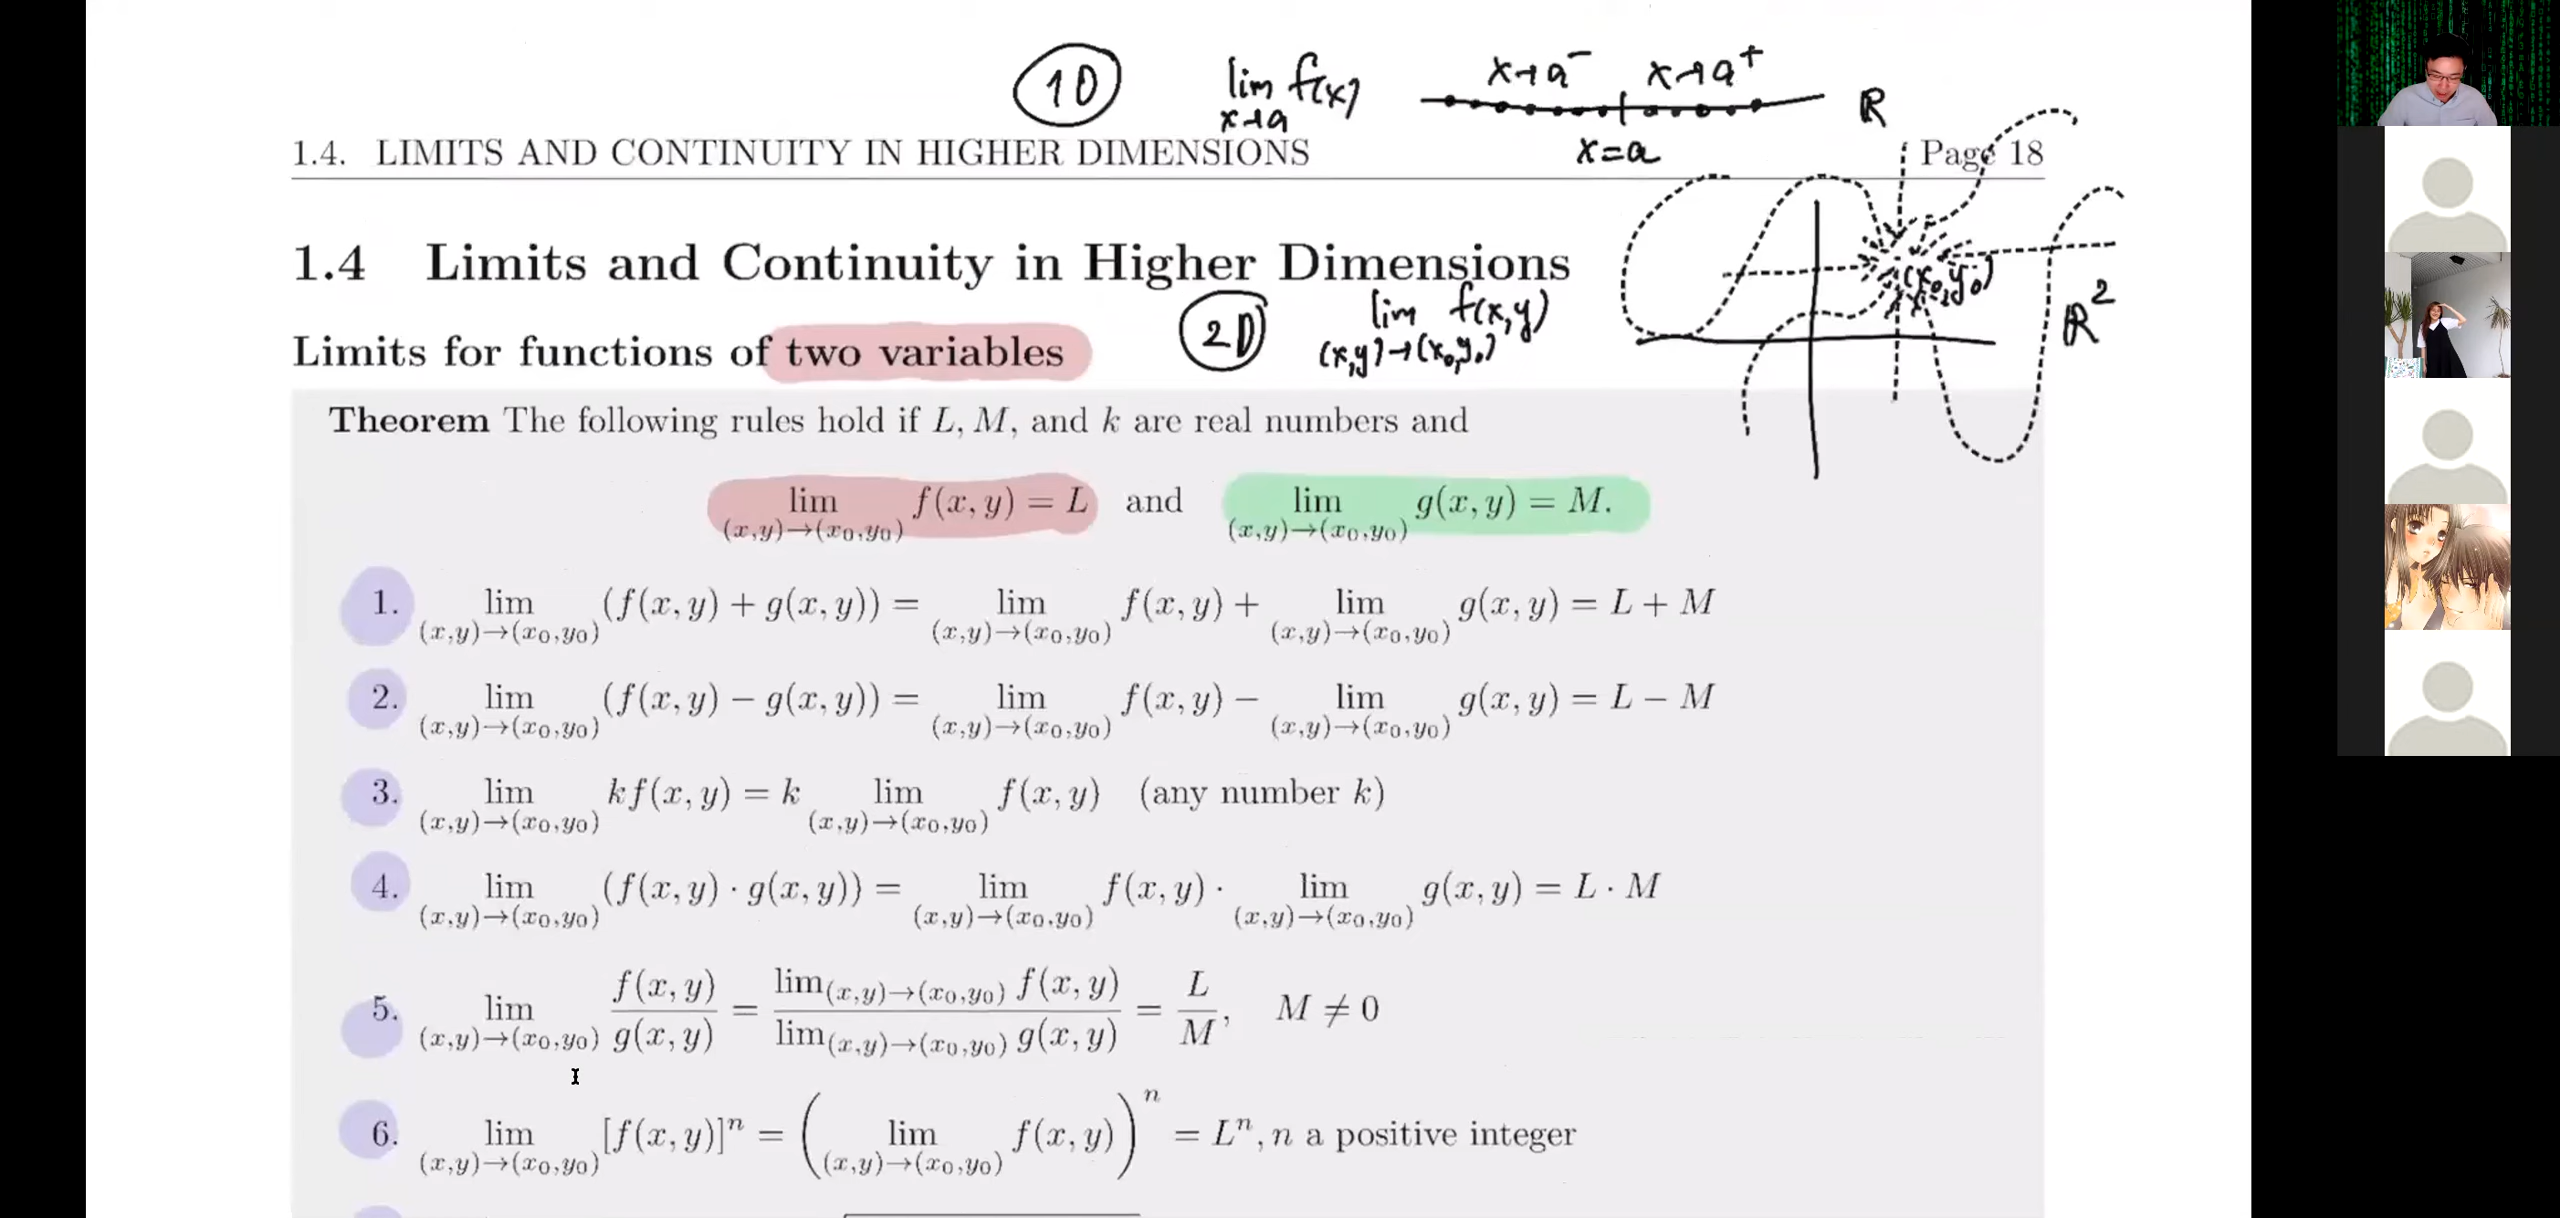 1D lim f(x) x→a⁻ x→a⁺ R
x→a
x=a
1.4. LIMITS AND CONTINUITY IN HIGHER DIMENSIONS Page 18
1.4 Limits and Continuity in Higher Dimensions
(x₀,y₀)
R²
2D lim f(x,y)
(x,y)→(x₀,y₀)
Limits for functions of two variables
Theorem The following rules hold if L, M, and k are real numbers and
lim f(x, y) = L and lim g(x, y) = M.
(x,y)→(x₀,y₀) (x,y)→(x₀,y₀)
1. lim (f(x, y) + g(x, y)) = lim f(x, y) + lim g(x, y) = L + M
(x,y)→(x₀,y₀) (x,y)→(x₀,y₀) (x,y)→(x₀,y₀)
2. lim (f(x, y) − g(x, y)) = lim f(x, y) − lim g(x, y) = L − M
(x,y)→(x₀,y₀) (x,y)→(x₀,y₀) (x,y)→(x₀,y₀)
3. lim kf(x, y) = k lim f(x, y) (any number k)
(x,y)→(x₀,y₀) (x,y)→(x₀,y₀)
4. lim (f(x, y) · g(x, y)) = lim f(x, y) · lim g(x, y) = L · M
(x,y)→(x₀,y₀) (x,y)→(x₀,y₀) (x,y)→(x₀,y₀)
5. lim (x,y)→(x₀,y₀) f(x, y)/g(x, y) = lim(x,y)→(x₀,y₀) f(x, y)/lim(x,y)→(x₀,y₀) g(x, y) = L/M, M ≠ 0
6. lim [f(x, y)]ⁿ = ( lim f(x, y) )ⁿ = Lⁿ, n a positive integer
(x,y)→(x₀,y₀) (x,y)→(x₀,y₀)